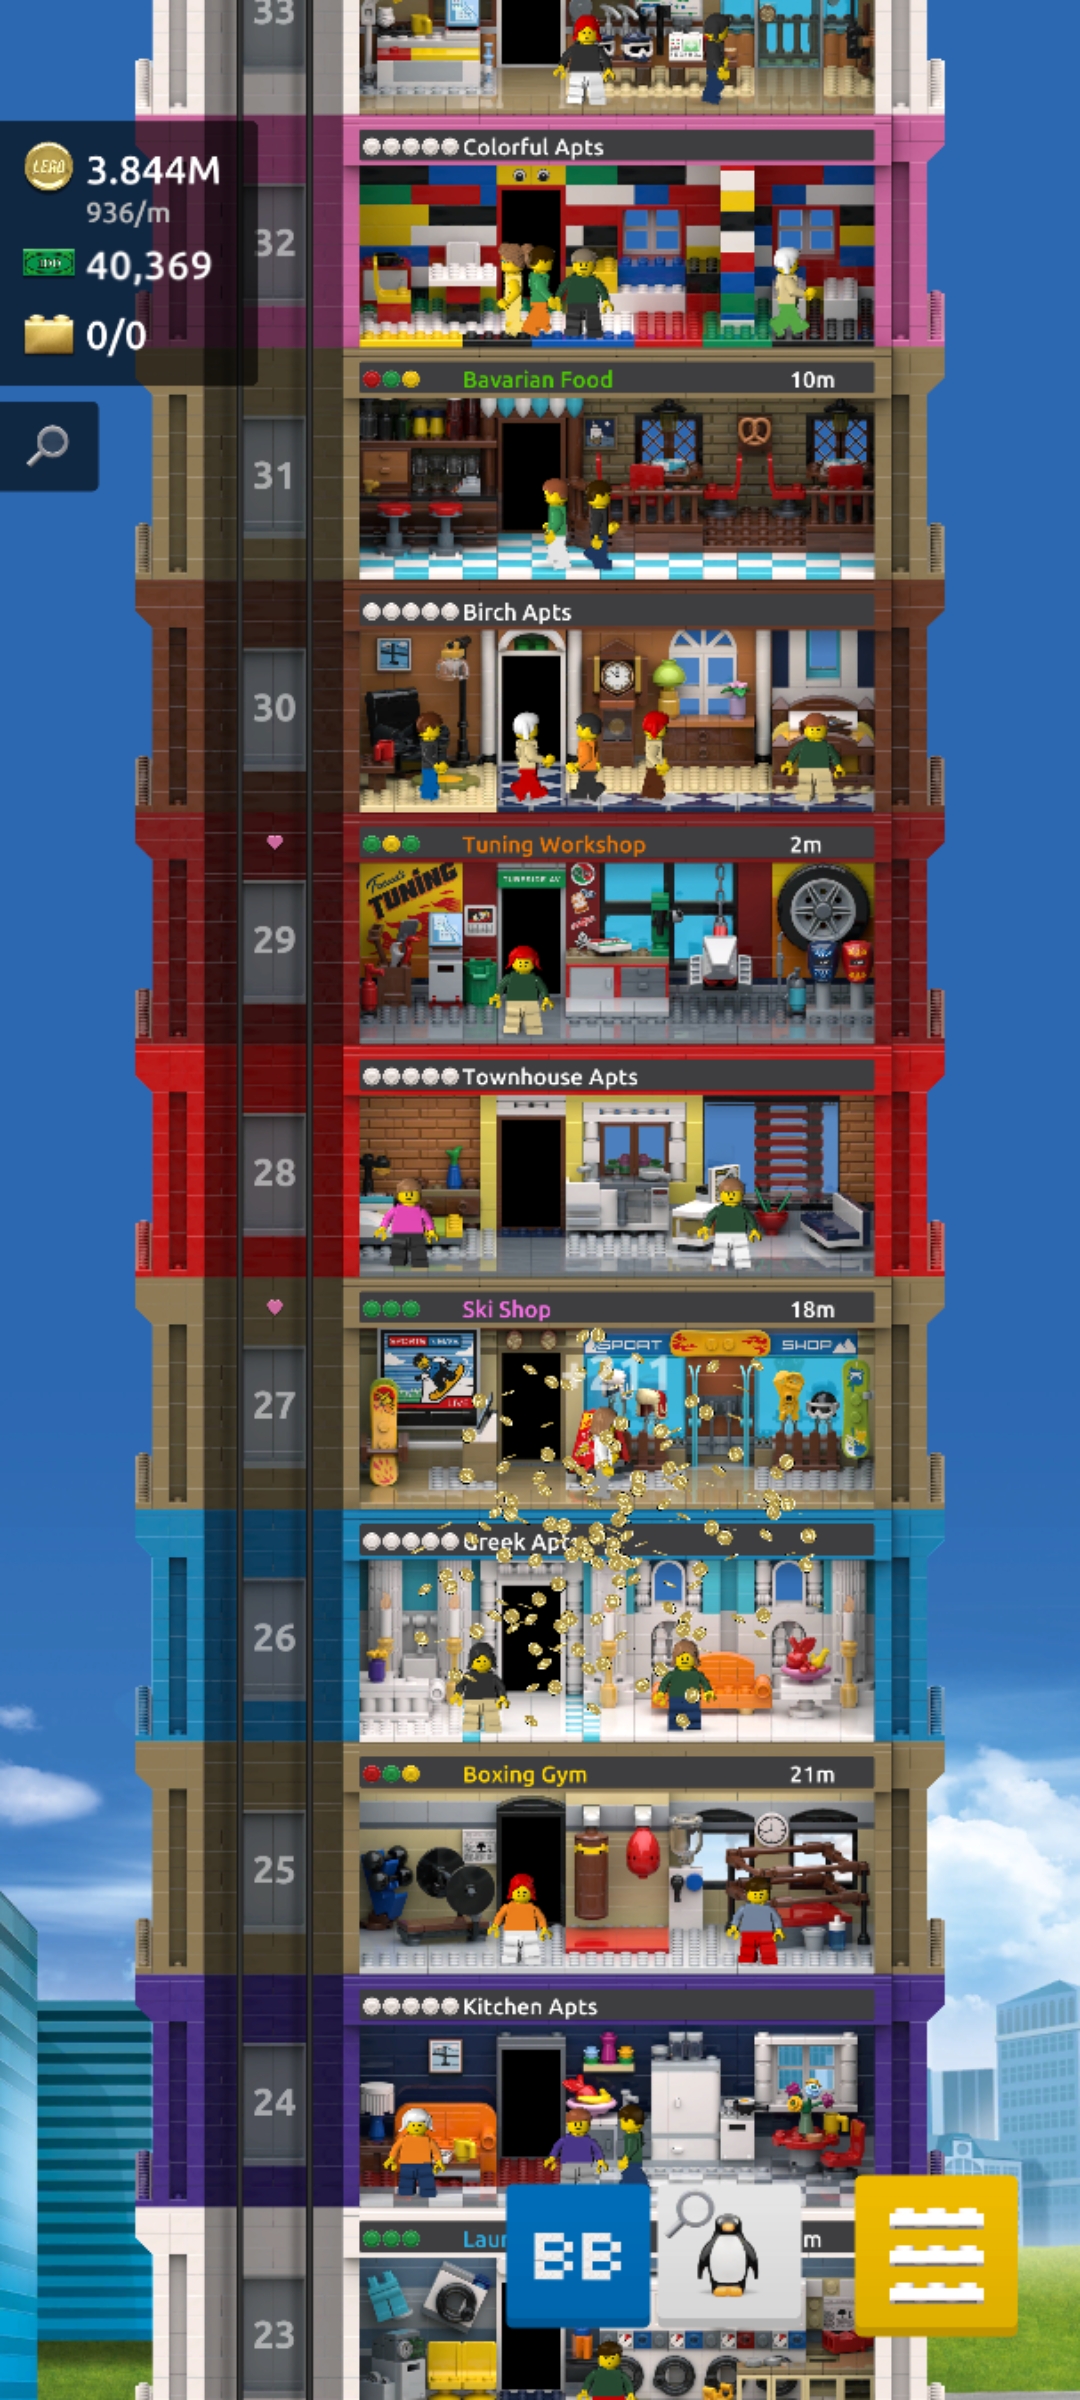 33
LEGO 3.844M
936/m
40,369
0/0
Colorful Apts
32
Bavarian Food 10m
31
Birch Apts
30
Tuning Workshop 2m
TUNING
29
Townhouse Apts
28
Ski Shop 18m
SPORT SHOP
+211
27
Greek Apts
26
Boxing Gym 21m
25
Kitchen Apts
24
Laun m
BB
23